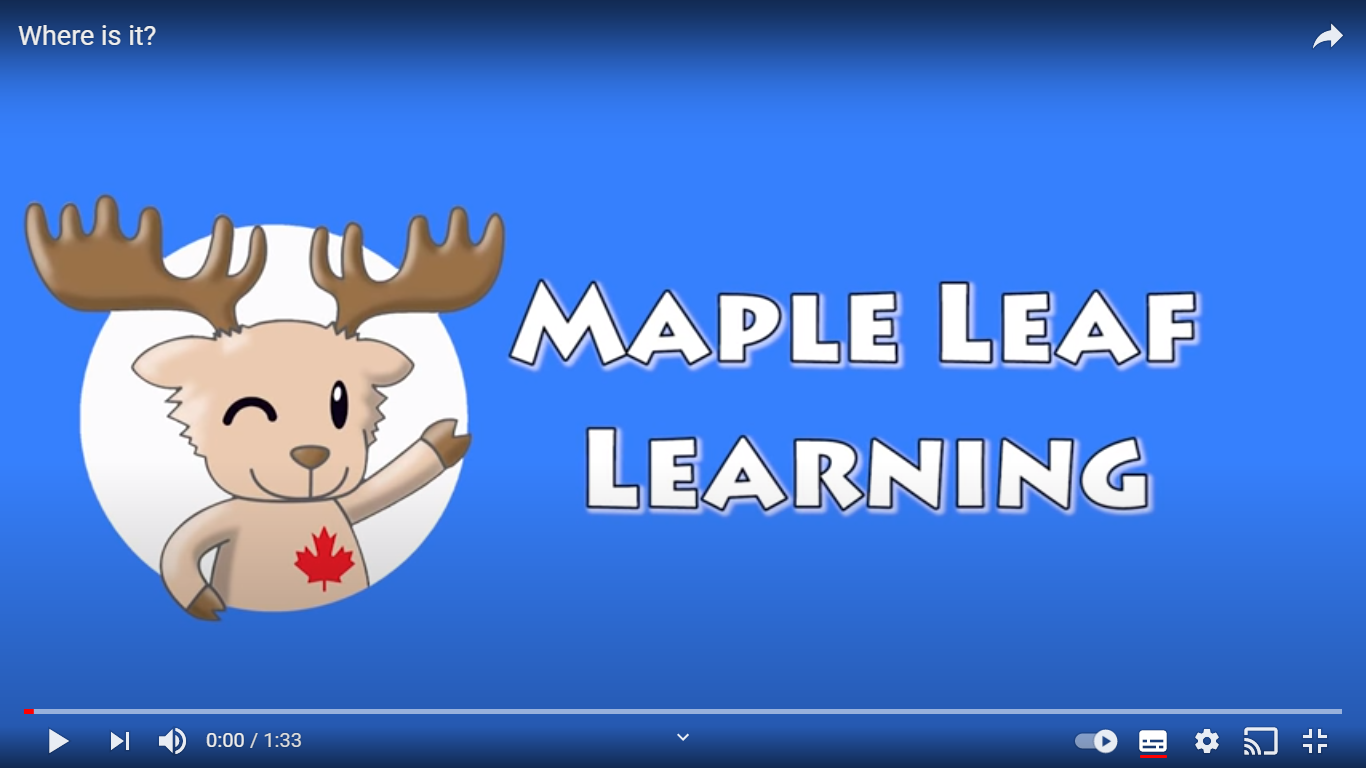 Where is it?
MAPLE LEAF
LEARNING
0:00 / 1:33